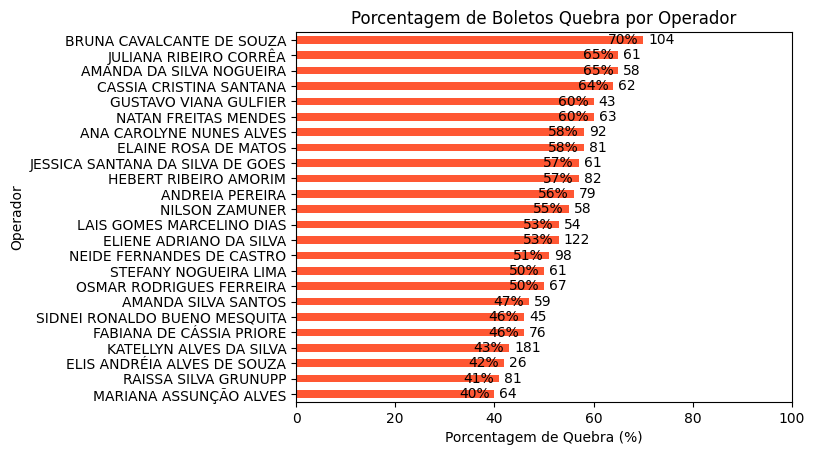 Porcentagem de Boletos Quebra por Operador
BRUNA CAVALCANTE DE SOUZA 70% 104
JULIANA RIBEIRO CORRÊA 65% 61
AMANDA DA SILVA NOGUEIRA 65% 58
CASSIA CRISTINA SANTANA 64% 62
GUSTAVO VIANA GULFIER 60% 43
NATAN FREITAS MENDES 60% 63
ANA CAROLYNE NUNES ALVES 58% 92
ELAINE ROSA DE MATOS 58% 81
JESSICA SANTANA DA SILVA DE GOES 57% 61
HEBERT RIBEIRO AMORIM 57% 82
ANDREIA PEREIRA 56% 79
NILSON ZAMUNER 55% 58
LAIS GOMES MARCELINO DIAS 53% 54
ELIENE ADRIANO DA SILVA 53% 122
NEIDE FERNANDES DE CASTRO 51% 98
STEFANY NOGUEIRA LIMA 50% 61
OSMAR RODRIGUES FERREIRA 50% 67
AMANDA SILVA SANTOS 47% 59
SIDNEI RONALDO BUENO MESQUITA 46% 45
FABIANA DE CÁSSIA PRIORE 46% 76
KATELLYN ALVES DA SILVA 43% 181
ELIS ANDRÉIA ALVES DE SOUZA 42% 26
RAISSA SILVA GRUNUPP 41% 81
MARIANA ASSUNÇÃO ALVES 40% 64
Operador
0 20 40 60 80 100
Porcentagem de Quebra (%)